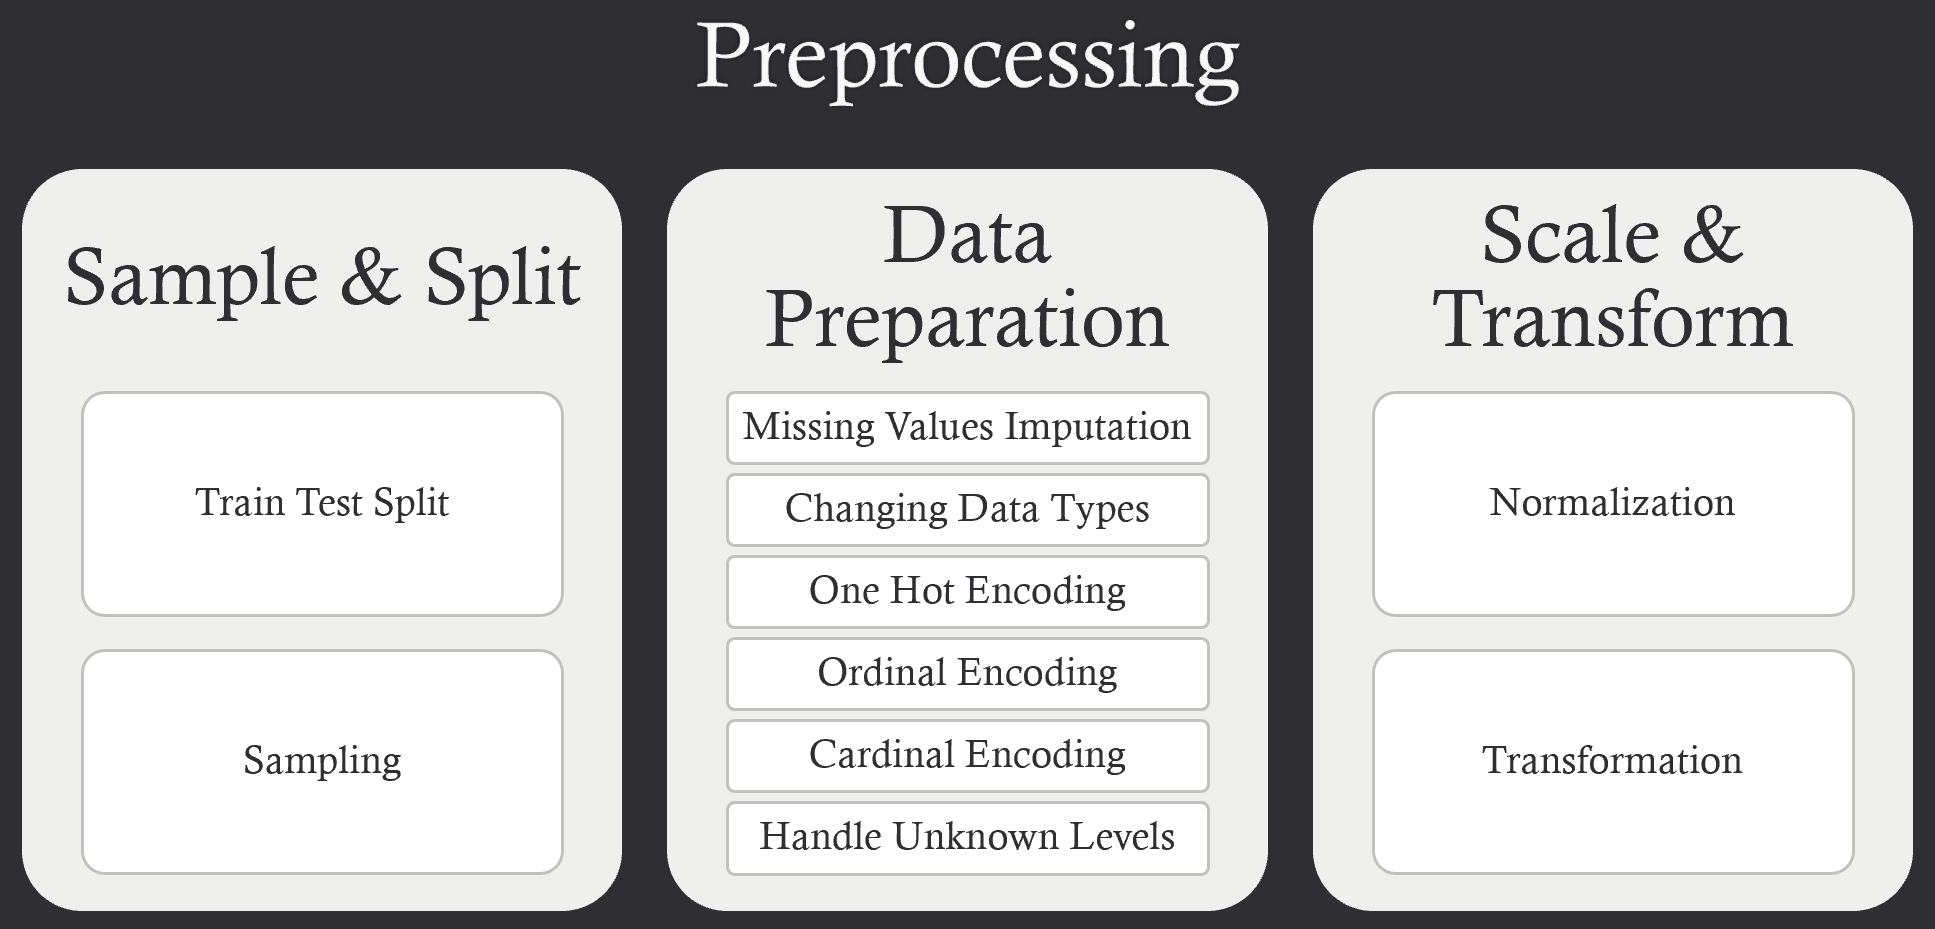 Preprocessing
Sample & Split
Train Test Split
Sampling
Data
Preparation
Missing Values Imputation
Changing Data Types
One Hot Encoding
Ordinal Encoding
Cardinal Encoding
Handle Unknown Levels
Scale &
Transform
Normalization
Transformation